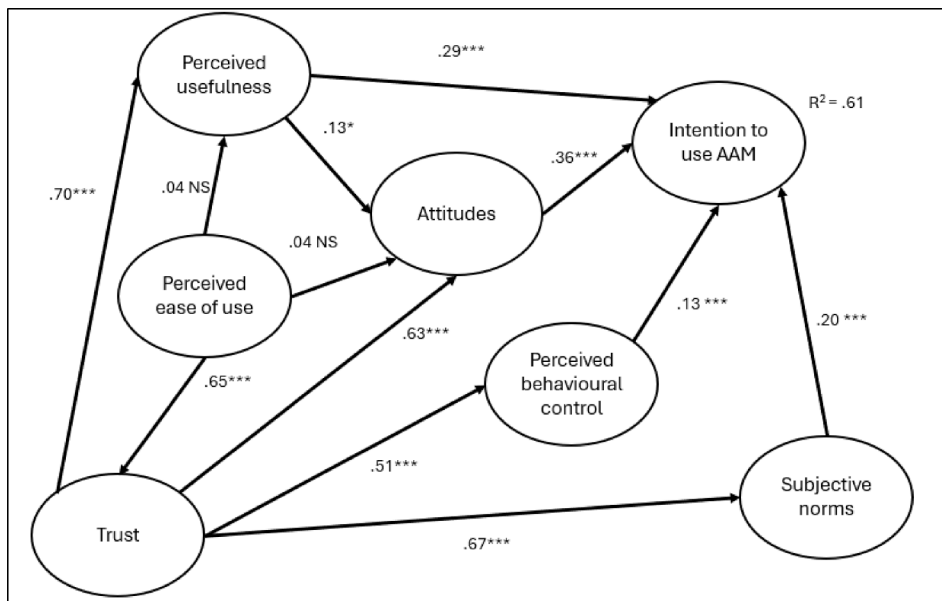 Perceived
usefulness
.29***
Intention to
use AAM
R² = .61
.13*
.36***
.70***
.04 NS
Attitudes
.04 NS
Perceived
ease of use
.63***
.13 ***
.20 ***
.65***
Perceived
behavioural
control
.51***
Subjective
norms
Trust
.67***